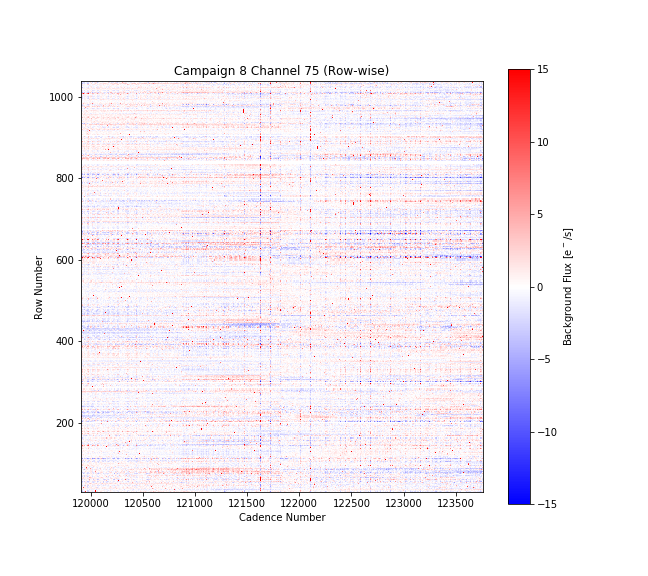 Campaign 8 Channel 75 (Row-wise)
1000
800
600
400
200
Row Number
120000 120500 121000 121500 122000 122500 123000 123500
Cadence Number
15
10
5
0
−5
−10
−15
Background Flux [e⁻/s]